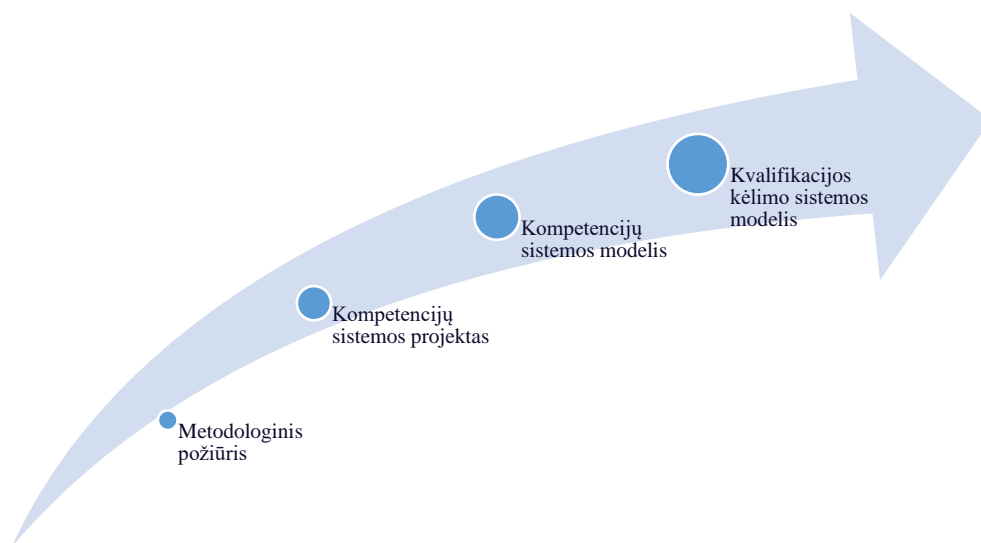 Kvalifikacijos
kėlimo sistemos
modelis
Kompetencijų
sistemos modelis
Kompetencijų
sistemos projektas
Metodologinis
požiūris